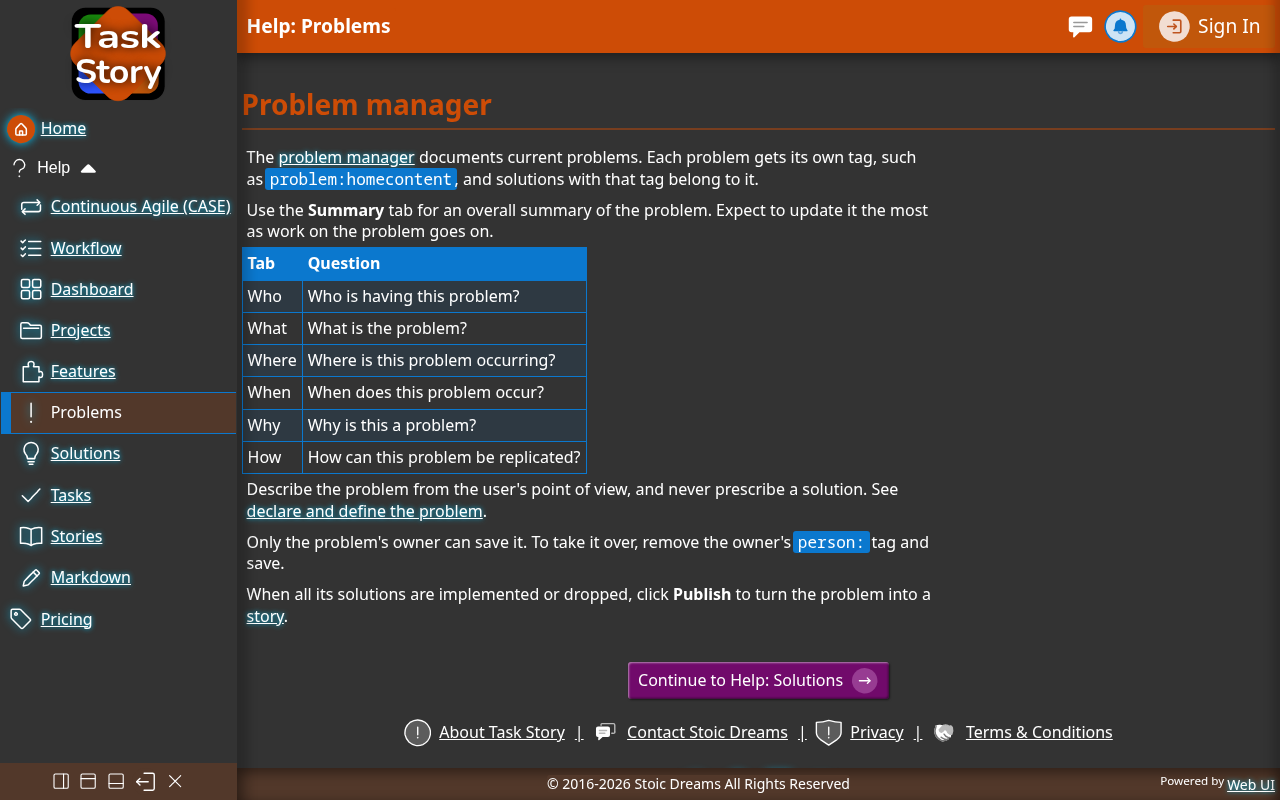 Task
Story
Home
Help
Continuous Agile (CASE)
Workflow
Dashboard
Projects
Features
Problems
Solutions
Tasks
Stories
Markdown
Pricing
Help: Problems
Sign In
Problem manager
The problem manager documents current problems. Each problem gets its own tag, such
as problem:homecontent, and solutions with that tag belong to it.
Use the Summary tab for an overall summary of the problem. Expect to update it the most
as work on the problem goes on.
Tab Question
Who Who is having this problem?
What What is the problem?
Where Where is this problem occurring?
When When does this problem occur?
Why Why is this a problem?
How How can this problem be replicated?
Describe the problem from the user's point of view, and never prescribe a solution. See
declare and define the problem.
Only the problem's owner can save it. To take it over, remove the owner's person: tag and
save.
When all its solutions are implemented or dropped, click Publish to turn the problem into a
story.
Continue to Help: Solutions →
About Task Story | Contact Stoic Dreams | Privacy | Terms & Conditions
© 2016-2026 Stoic Dreams All Rights Reserved
Powered by Web UI